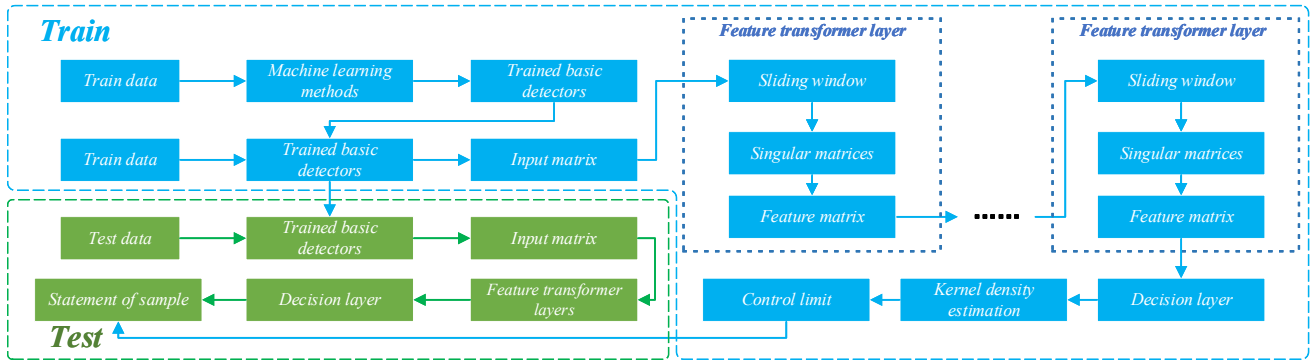 Train
Train data
Machine learning
methods
Trained basic
detectors
Train data
Trained basic
detectors
Input matrix
Feature transformer layer
Sliding window
Singular matrices
Feature matrix
......
Feature transformer layer
Sliding window
Singular matrices
Feature matrix
Decision layer
Kernel density
estimation
Control limit
Test data
Trained basic
detectors
Input matrix
Feature transformer
layers
Decision layer
Statement of sample
Test